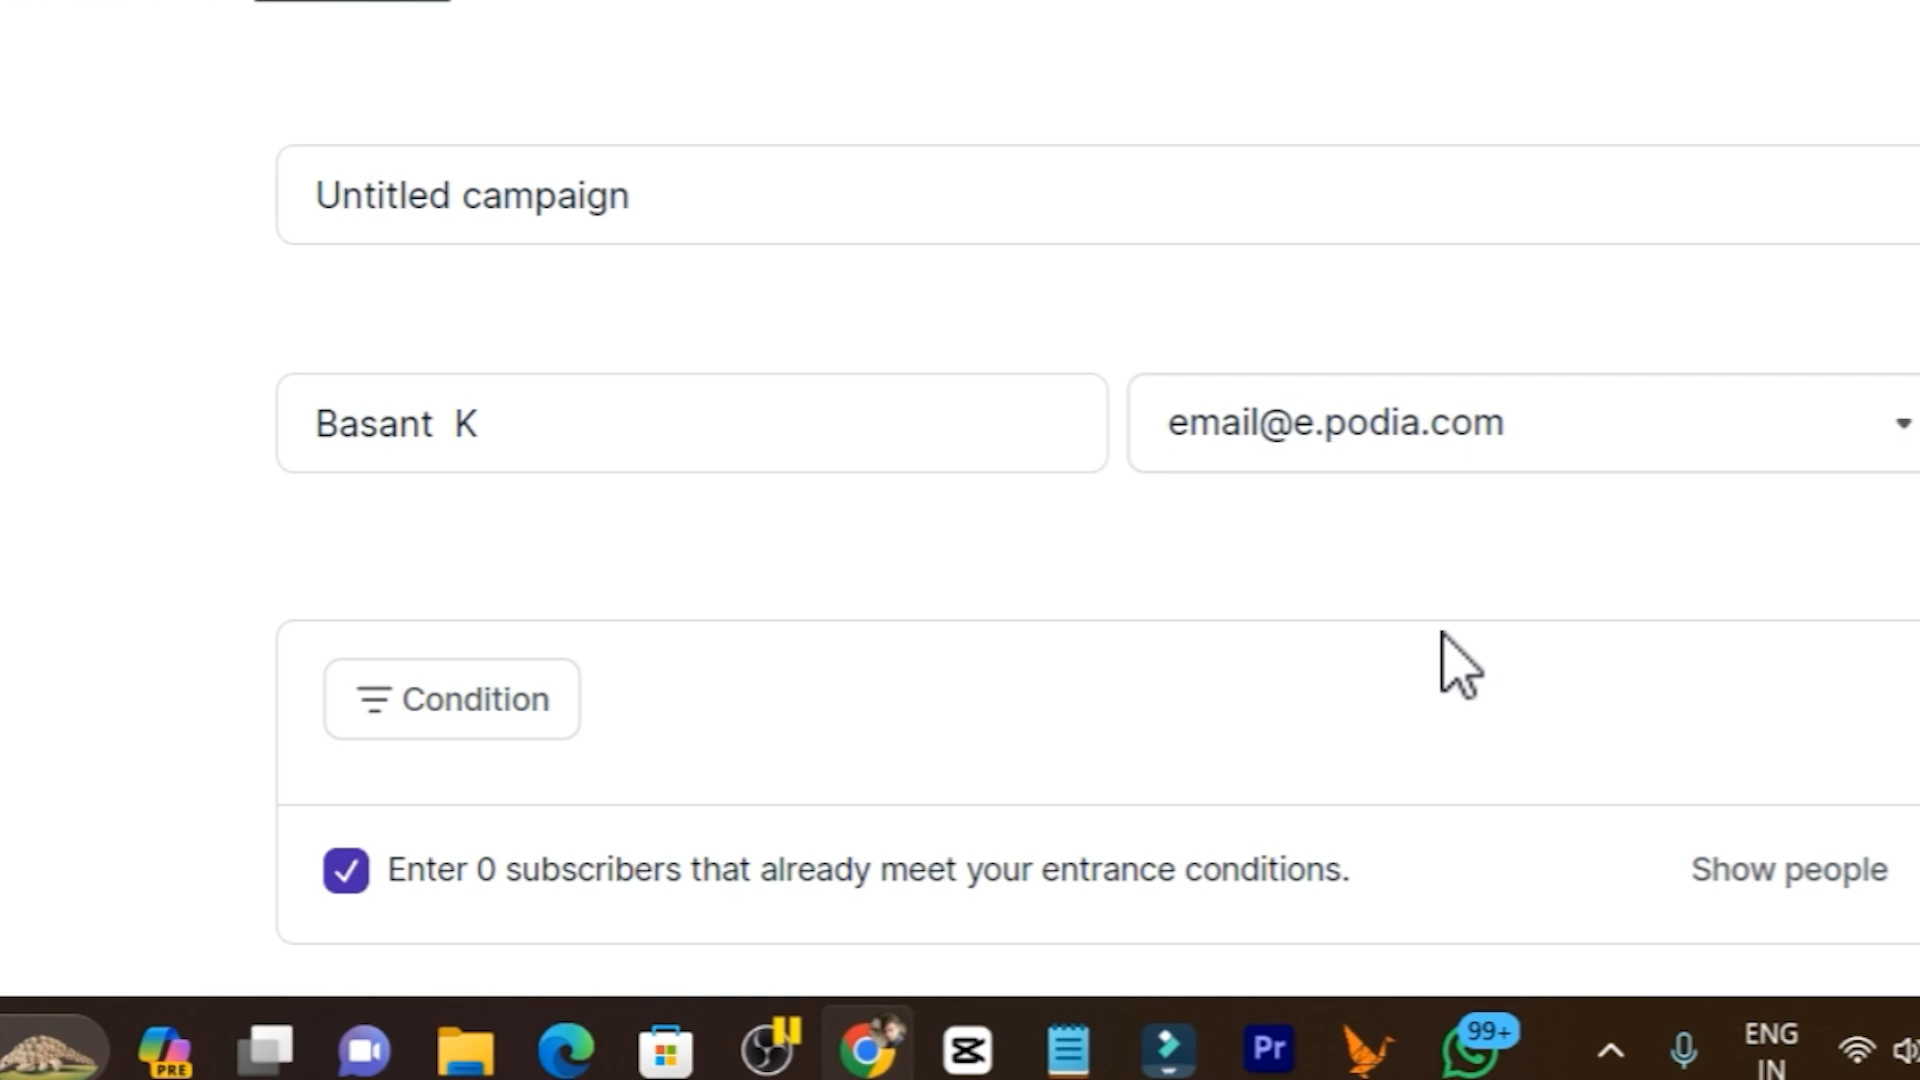 Untitled campaign
Basant K
email@e.podia.com
Condition
Enter 0 subscribers that already meet your entrance conditions.
Show people
PRE
Pr
99+
ENG
IN